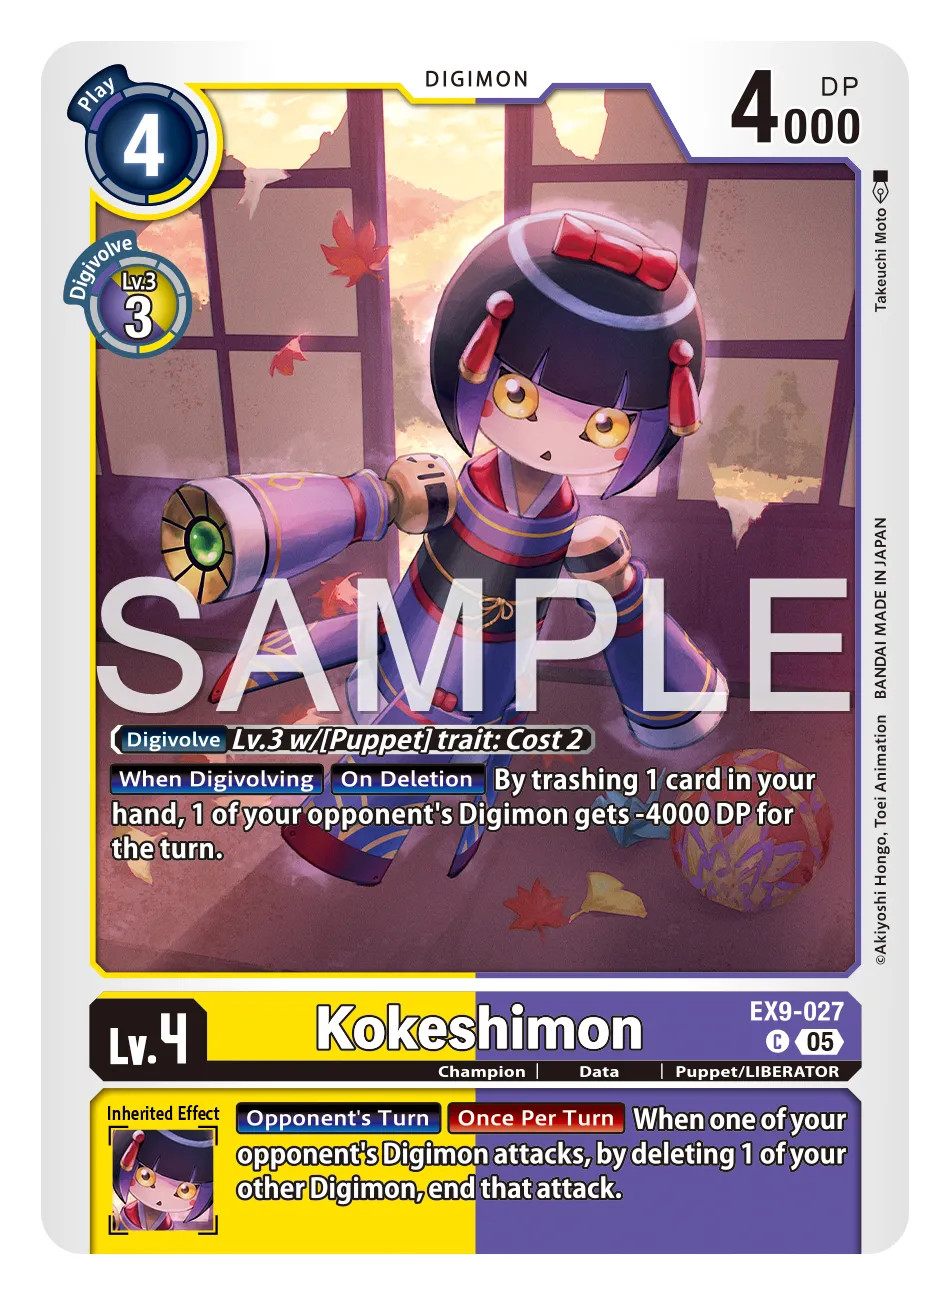 DIGIMON
Play
4
4000
DP
Digivolve
Lv.3
3
Takeuchi Moto
SAMPLE
Digivolve Lv.3 w/[Puppet] trait: Cost 2
When Digivolving On Deletion By trashing 1 card in your
hand, 1 of your opponent's Digimon gets -4000 DP for
the turn.
©Akiyoshi Hongo, Toei Animation BANDAI MADE IN JAPAN
Lv.4
Kokeshimon
EX9-027
C 05
Champion | Data | Puppet/LIBERATOR
Inherited Effect
Opponent's Turn Once Per Turn When one of your
opponent's Digimon attacks, by deleting 1 of your
other Digimon, end that attack.